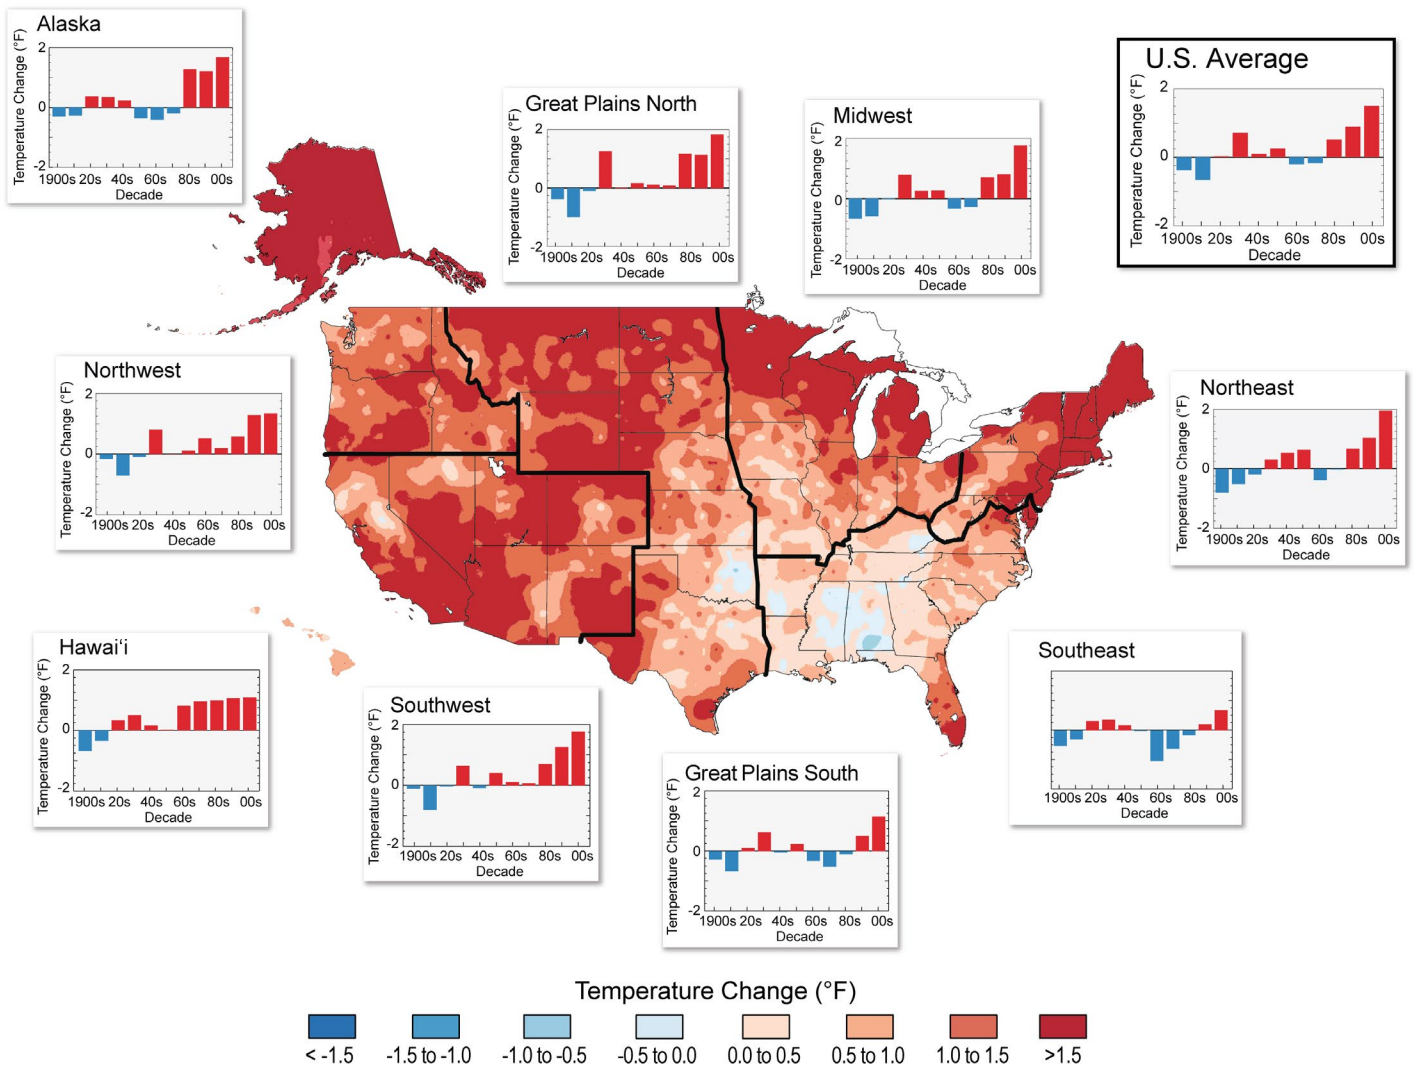 Alaska
Temperature Change (°F)
2
0
-2
1900s 20s 40s 60s 80s 00s
Decade
Great Plains North
Temperature Change (°F)
2
0
-2
1900s 20s 40s 60s 80s 00s
Decade
Midwest
Temperature Change (°F)
2
0
-2
1900s 20s 40s 60s 80s 00s
Decade
U.S. Average
Temperature Change (°F)
2
0
-2
1900s 20s 40s 60s 80s 00s
Decade
Northwest
Temperature Change (°F)
2
0
-2
1900s 20s 40s 60s 80s 00s
Decade
Northeast
Temperature Change (°F)
2
0
-2
1900s 20s 40s 60s 80s 00s
Decade
Hawai‘i
Temperature Change (°F)
2
0
-2
1900s 20s 40s 60s 80s 00s
Decade
Southwest
Temperature Change (°F)
2
0
-2
1900s 20s 40s 60s 80s 00s
Decade
Great Plains South
Temperature Change (°F)
2
0
-2
1900s 20s 40s 60s 80s 00s
Decade
Southeast
1900s 20s 40s 60s 80s 00s
Decade
Temperature Change (°F)
< -1.5 -1.5 to -1.0 -1.0 to -0.5 -0.5 to 0.0 0.0 to 0.5 0.5 to 1.0 1.0 to 1.5 >1.5